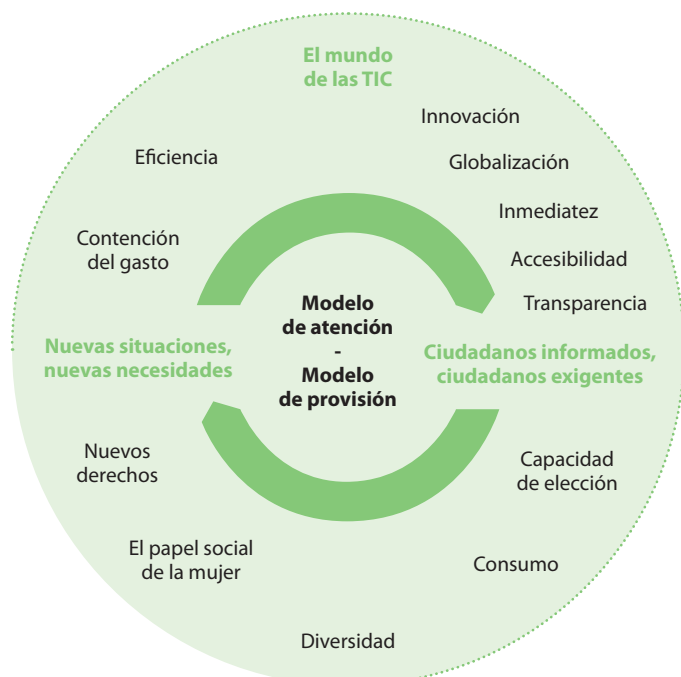 El mundo
de las TIC
Innovación
Eficiencia
Globalización
Inmediatez
Contención
del gasto
Accesibilidad
Transparencia
Modelo
de atención
-
Modelo
de provisión
Nuevas situaciones,
nuevas necesidades
Ciudadanos informados,
ciudadanos exigentes
Nuevos
derechos
Capacidad
de elección
El papel social
de la mujer
Consumo
Diversidad